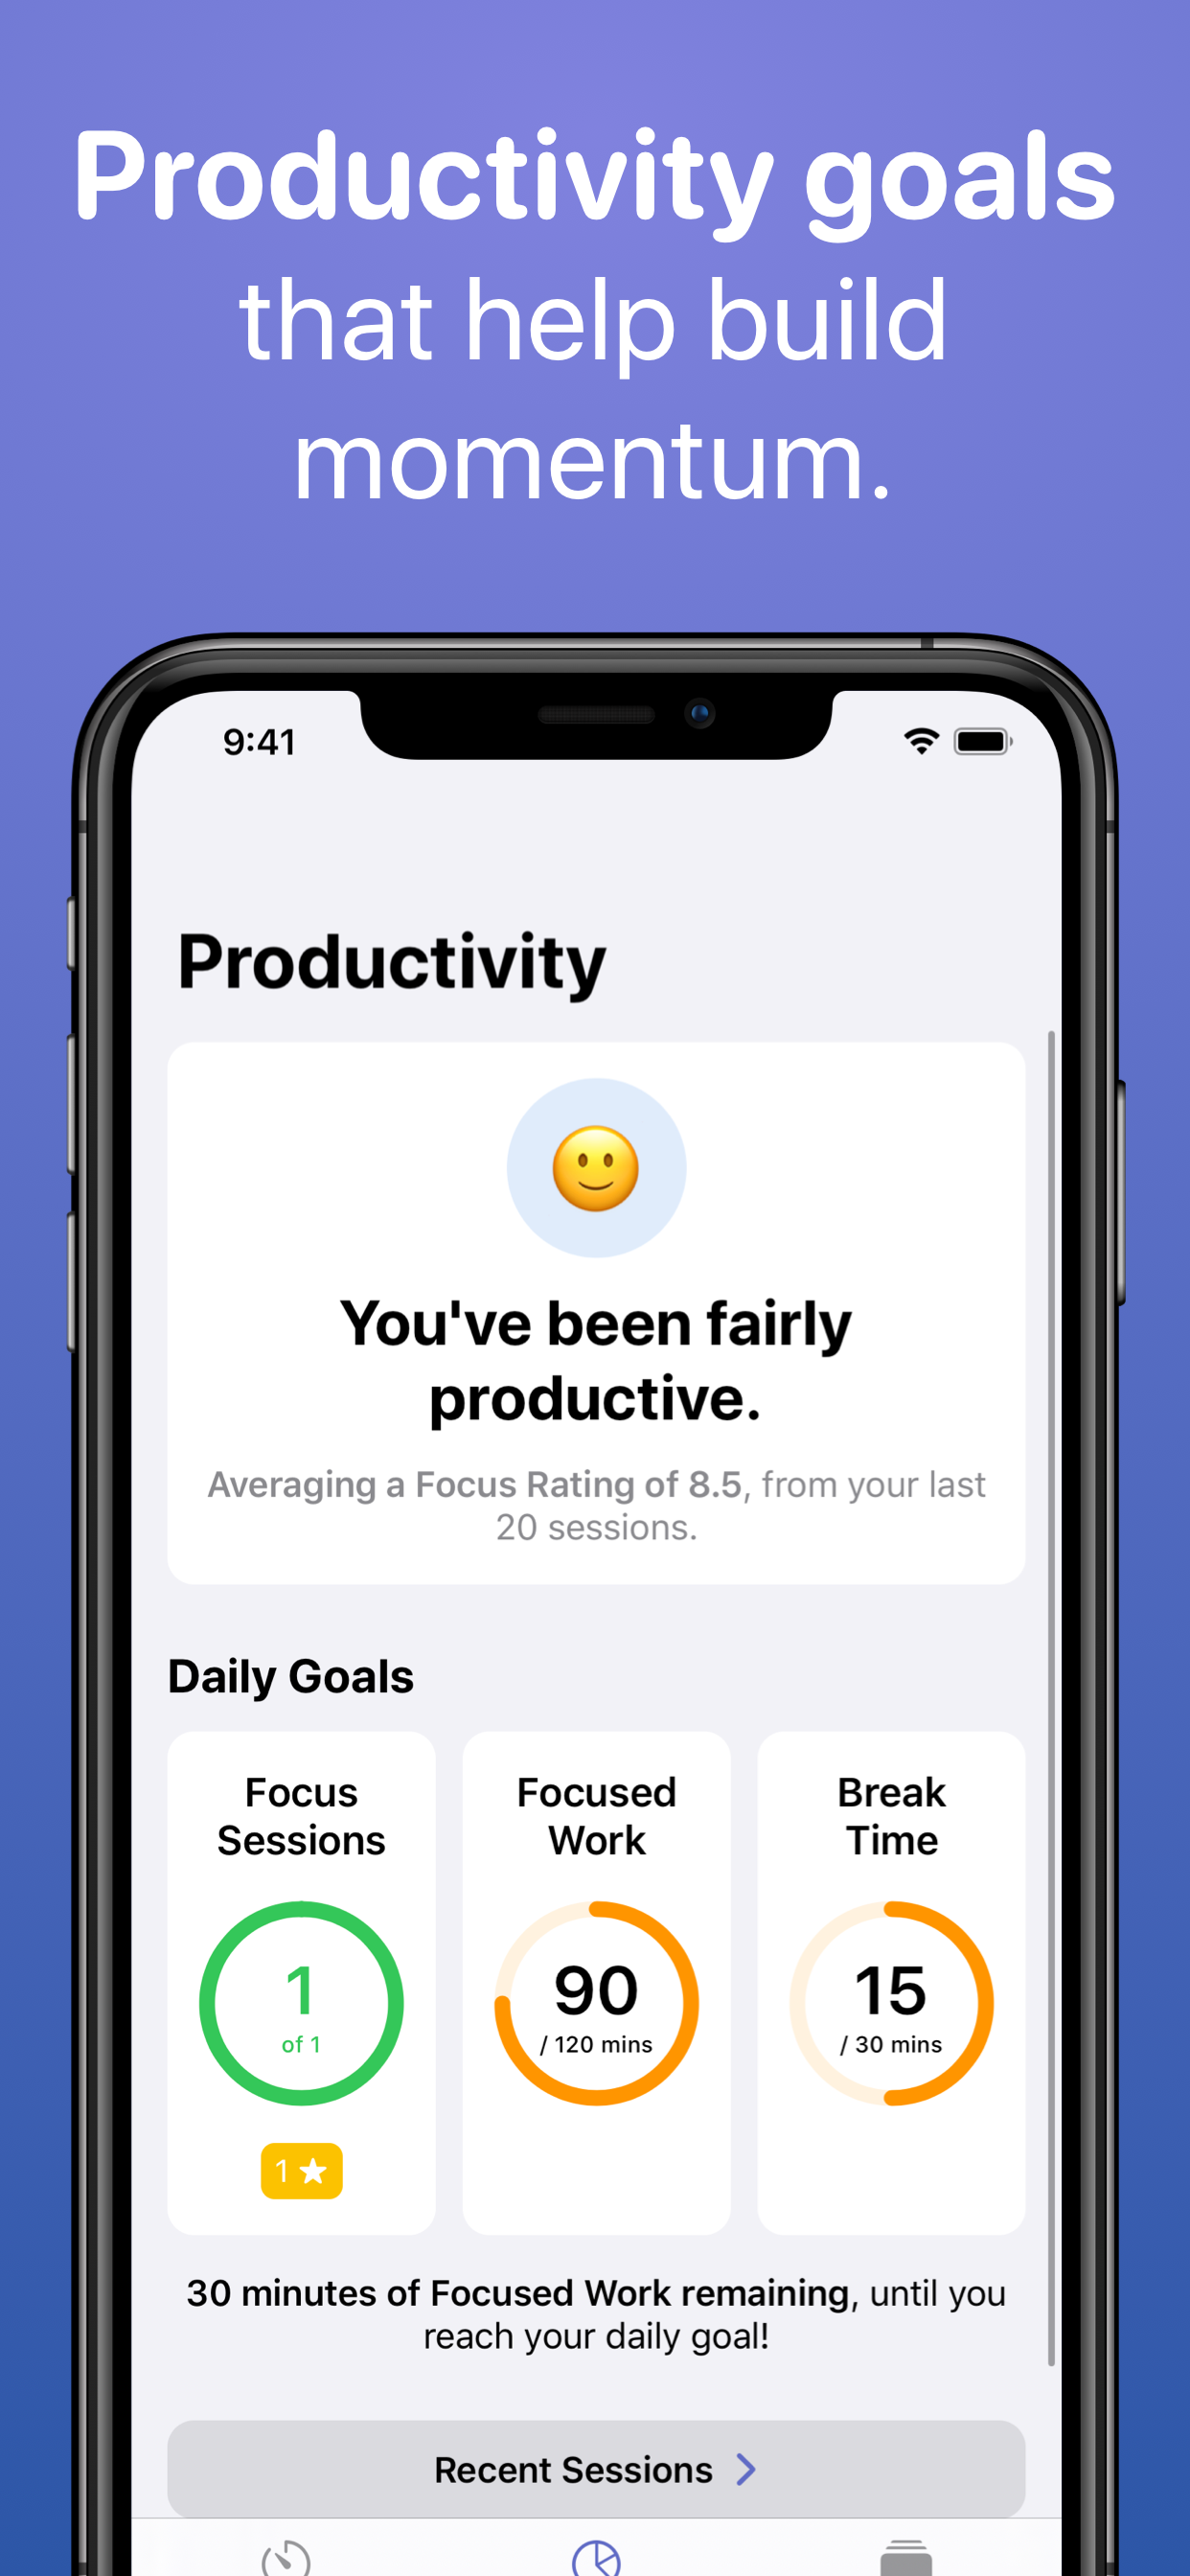 Productivity goals
that help build
momentum.
9:41
Productivity
You've been fairly
productive.
Averaging a Focus Rating of 8.5, from your last
20 sessions.
Daily Goals
Focus
Sessions
1
of 1
1
Focused
Work
90
/ 120 mins
Break
Time
15
/ 30 mins
30 minutes of Focused Work remaining, until you
reach your daily goal!
Recent Sessions